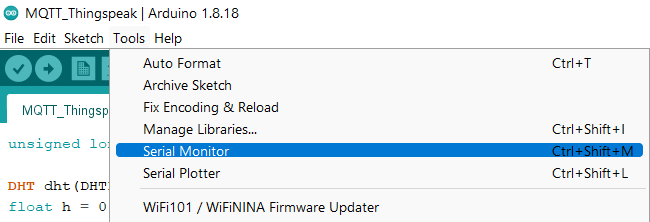 MQTT_Thingspeak | Arduino 1.8.18
File Edit Sketch Tools Help
Auto Format Ctrl+T
Archive Sketch
Fix Encoding & Reload
MQTT_Thingspeak
Manage Libraries... Ctrl+Shift+I
unsigned lon
Serial Monitor Ctrl+Shift+M
Serial Plotter Ctrl+Shift+L
DHT dht(DHT
float h = 0
WiFi101 / WiFiNINA Firmware Updater